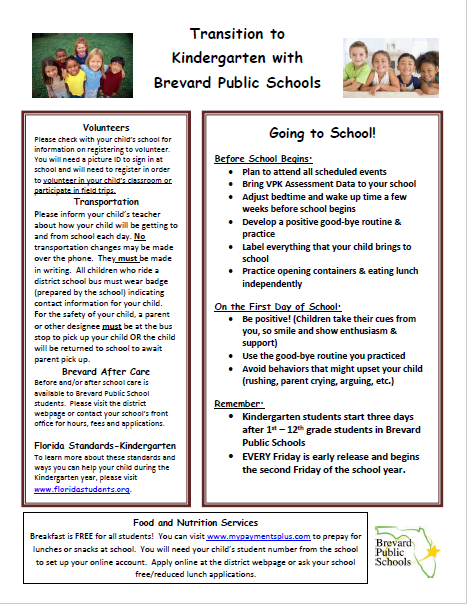 Transition to
Kindergarten with
Brevard Public Schools
Volunteers
Please check with your child's school for
information on registering to volunteer.
You will need a picture ID to sign in at
school and will need to register in order
to volunteer in your child's classroom or
participate in field trips.
Transportation
Please inform your child's teacher
about how your child will be getting to
and from school each day. No
transportation changes may be made
over the phone. They must be made
in writing. All children who ride a
district school bus must wear badge
(prepared by the school) indicating
contact information for your child.
For the safety of your child, a parent
or other designee must be at the bus
stop to pick up your child OR the child
will be returned to school to await
parent pick up.
Brevard After Care
Before and/or after school care is
available to Brevard Public School
students. Please visit the district
webpage or contact your school's front
office for hours, fees and applications.
Florida Standards-Kindergarten
To learn more about these standards and
ways you can help your child during the
Kindergarten year, please visit
www.floridastudents.org.
Going to School!
Before School Begins:
• Plan to attend all scheduled events
• Bring VPK Assessment Data to your school
• Adjust bedtime and wake up time a few
weeks before school begins
• Develop a positive good-bye routine &
practice
• Label everything that your child brings to
school
• Practice opening containers & eating lunch
independently
On the First Day of School:
• Be positive! (Children take their cues from
you, so smile and show enthusiasm &
support)
• Use the good-bye routine you practiced
• Avoid behaviors that might upset your child
(rushing, parent crying, arguing, etc.)
Remember:
• Kindergarten students start three days
after 1st – 12th grade students in Brevard
Public Schools
• EVERY Friday is early release and begins
the second Friday of the school year.
Food and Nutrition Services
Breakfast is FREE for all students! You can visit www.mypaymentsplus.com to prepay for
lunches or snacks at school. You will need your child's student number from the school
to set up your online account. Apply online at the district webpage or ask your school
free/reduced lunch applications.
Brevard
Public
Schools